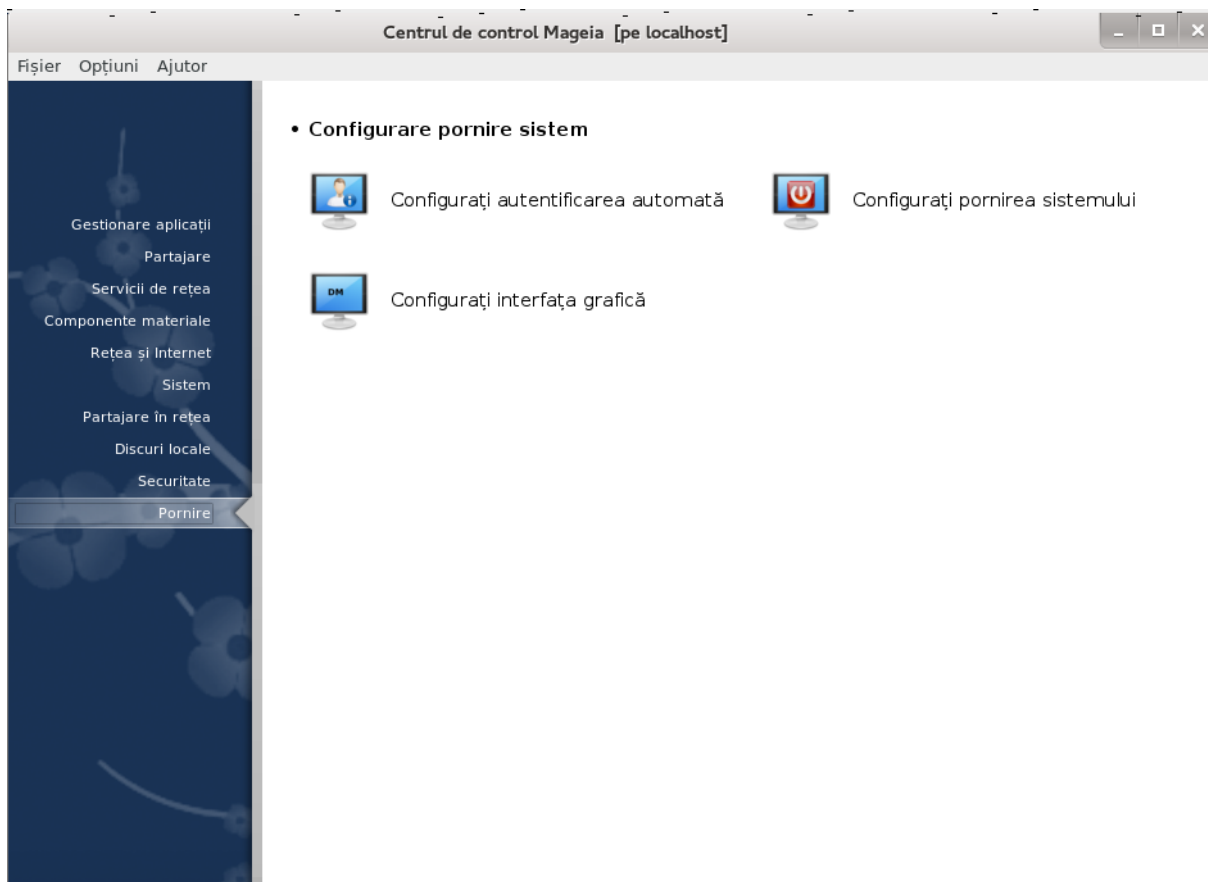 Centrul de control Mageia [pe localhost]
Fișier Opțiuni Ajutor
• Configurare pornire sistem
Configurați autentificarea automată
Configurați pornirea sistemului
DM
Configurați interfața grafică
Gestionare aplicații
Partajare
Servicii de rețea
Componente materiale
Rețea și Internet
Sistem
Partajare în rețea
Discuri locale
Securitate
Pornire